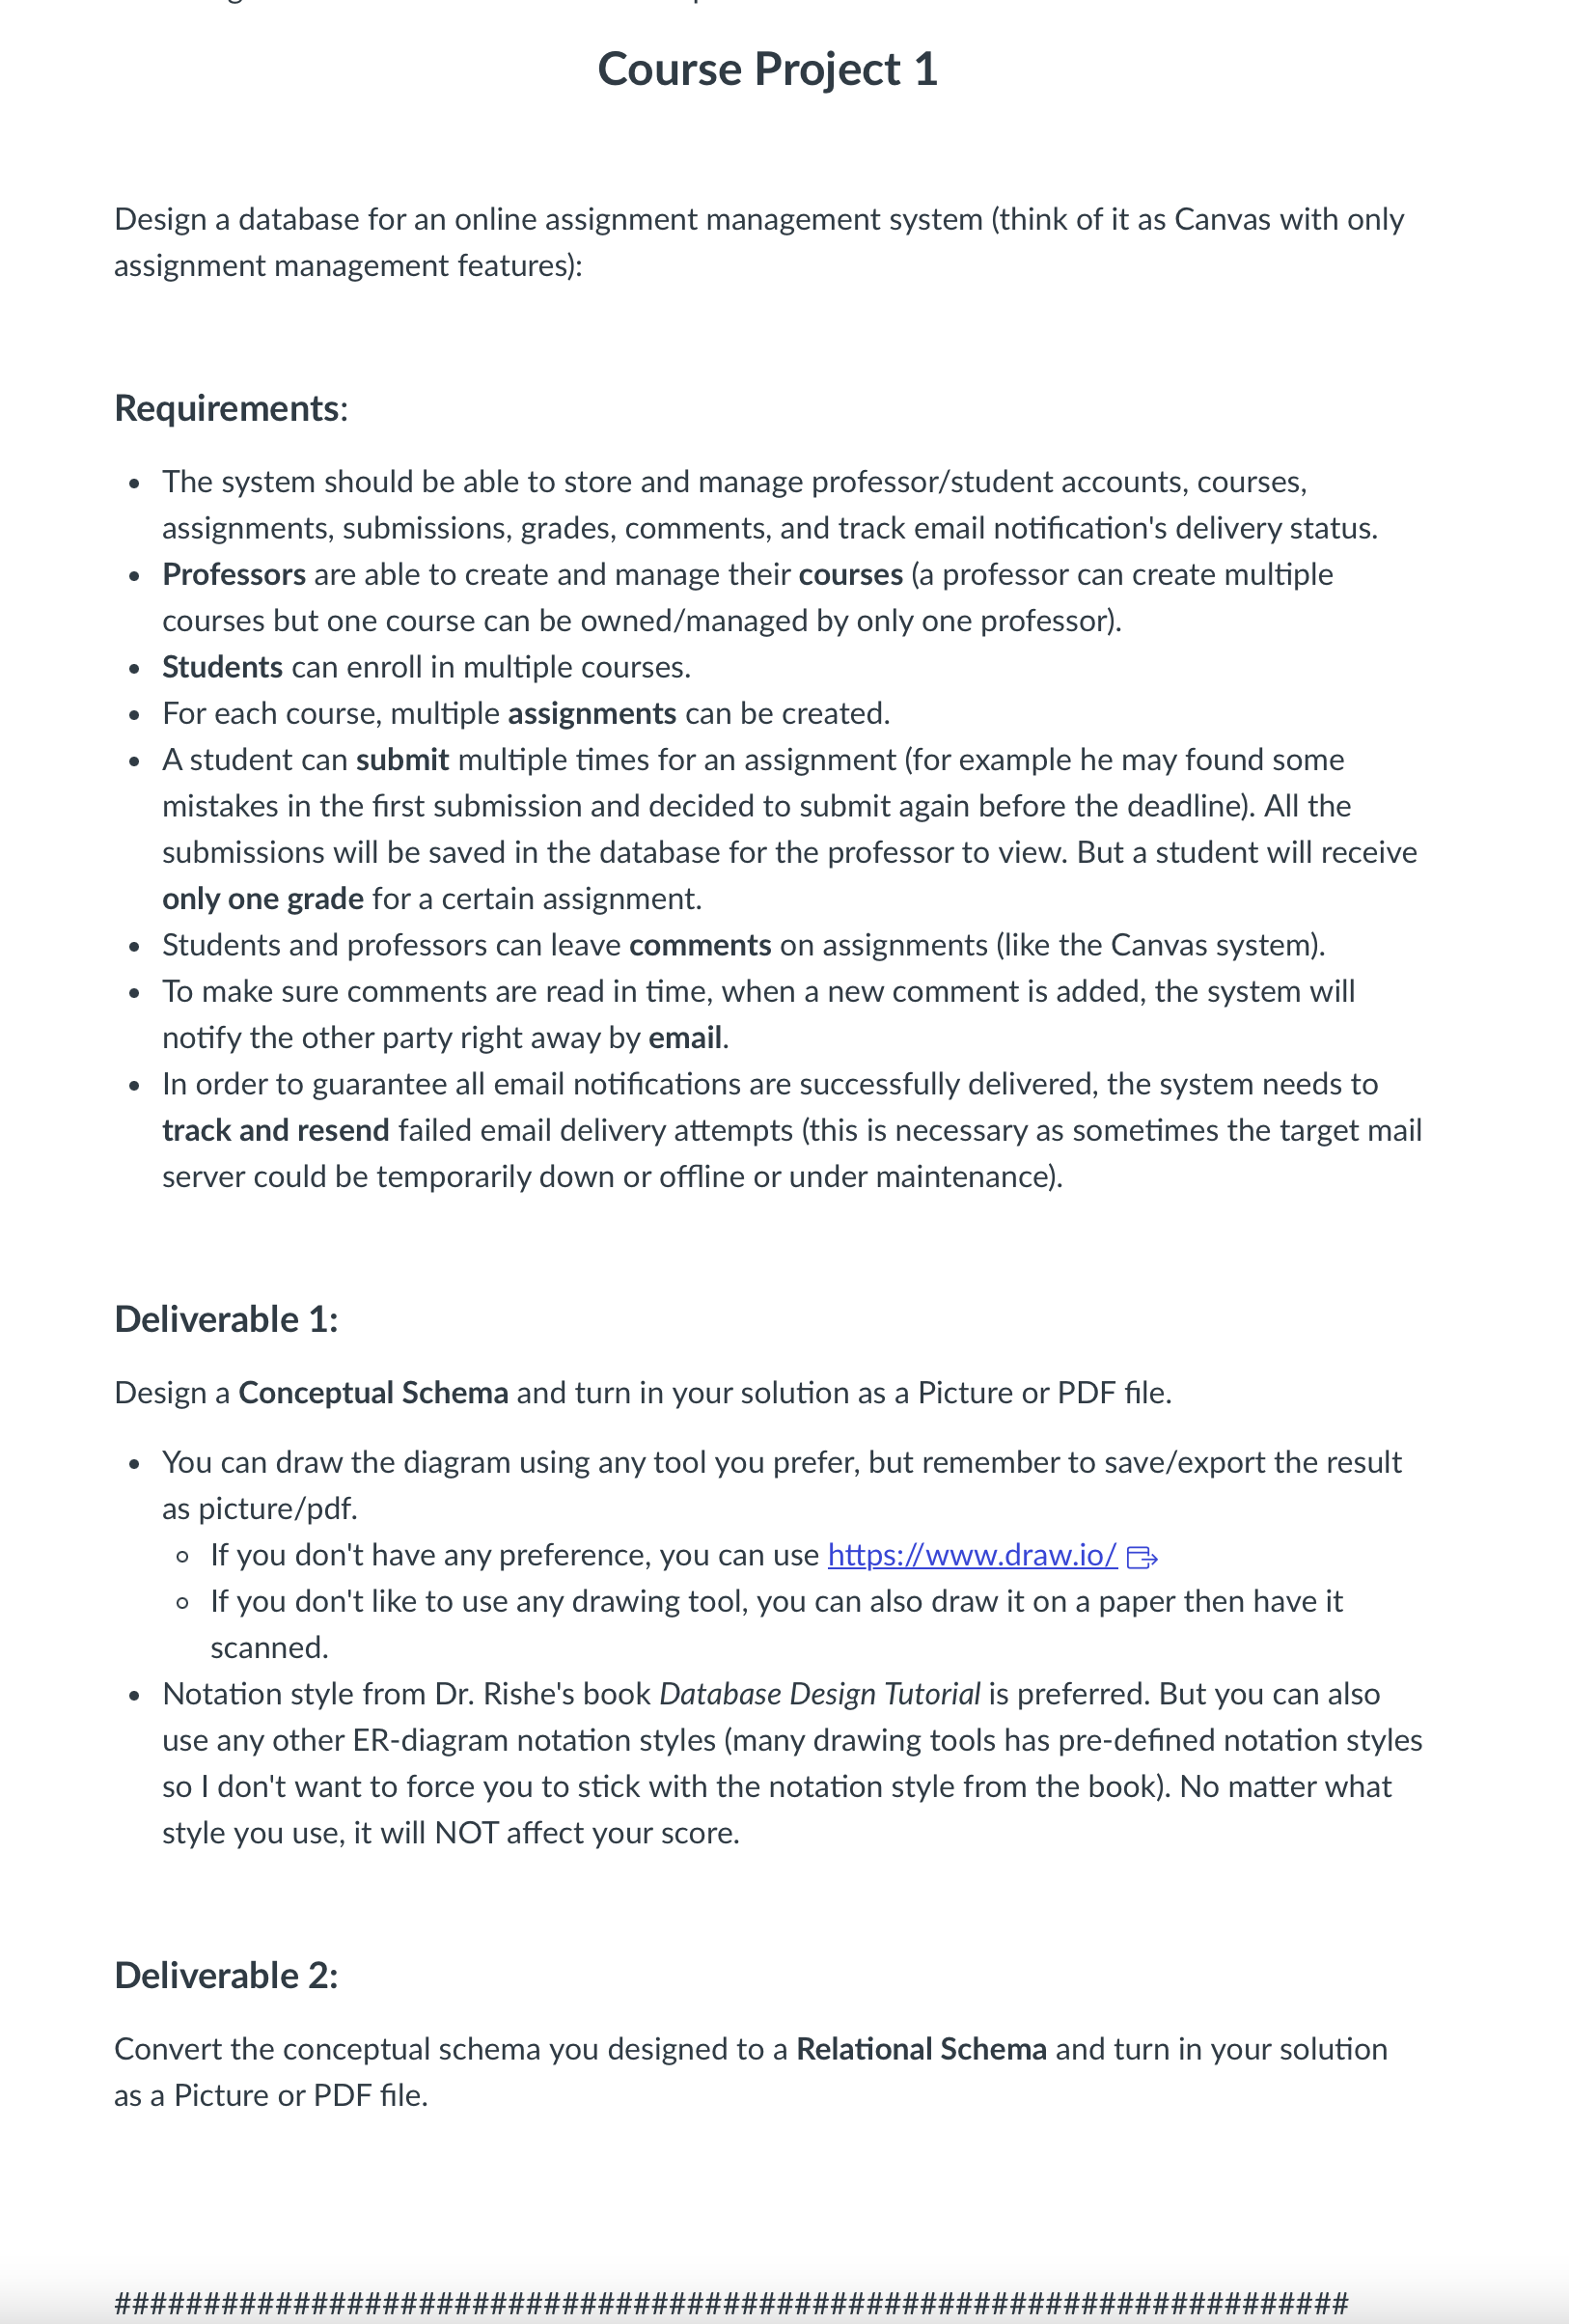 Course Project 1
Design a database for an online assignment management system (think of it as Canvas with only
assignment management features):
Requirements:
• The system should be able to store and manage professor/student accounts, courses,
assignments, submissions, grades, comments, and track email notification's delivery status.
• Professors are able to create and manage their courses (a professor can create multiple
courses but one course can be owned/managed by only one professor).
• Students can enroll in multiple courses.
• For each course, multiple assignments can be created.
• A student can submit multiple times for an assignment (for example he may found some
mistakes in the first submission and decided to submit again before the deadline). All the
submissions will be saved in the database for the professor to view. But a student will receive
only one grade for a certain assignment.
• Students and professors can leave comments on assignments (like the Canvas system).
• To make sure comments are read in time, when a new comment is added, the system will
notify the other party right away by email.
• In order to guarantee all email notifications are successfully delivered, the system needs to
track and resend failed email delivery attempts (this is necessary as sometimes the target mail
server could be temporarily down or offline or under maintenance).
Deliverable 1:
Design a Conceptual Schema and turn in your solution as a Picture or PDF file.
• You can draw the diagram using any tool you prefer, but remember to save/export the result
as picture/pdf.
◦ If you don't have any preference, you can use https://www.draw.io/
◦ If you don't like to use any drawing tool, you can also draw it on a paper then have it
scanned.
• Notation style from Dr. Rishe's book Database Design Tutorial is preferred. But you can also
use any other ER-diagram notation styles (many drawing tools has pre-defined notation styles
so I don't want to force you to stick with the notation style from the book). No matter what
style you use, it will NOT affect your score.
Deliverable 2:
Convert the conceptual schema you designed to a Relational Schema and turn in your solution
as a Picture or PDF file.
#####################################################################